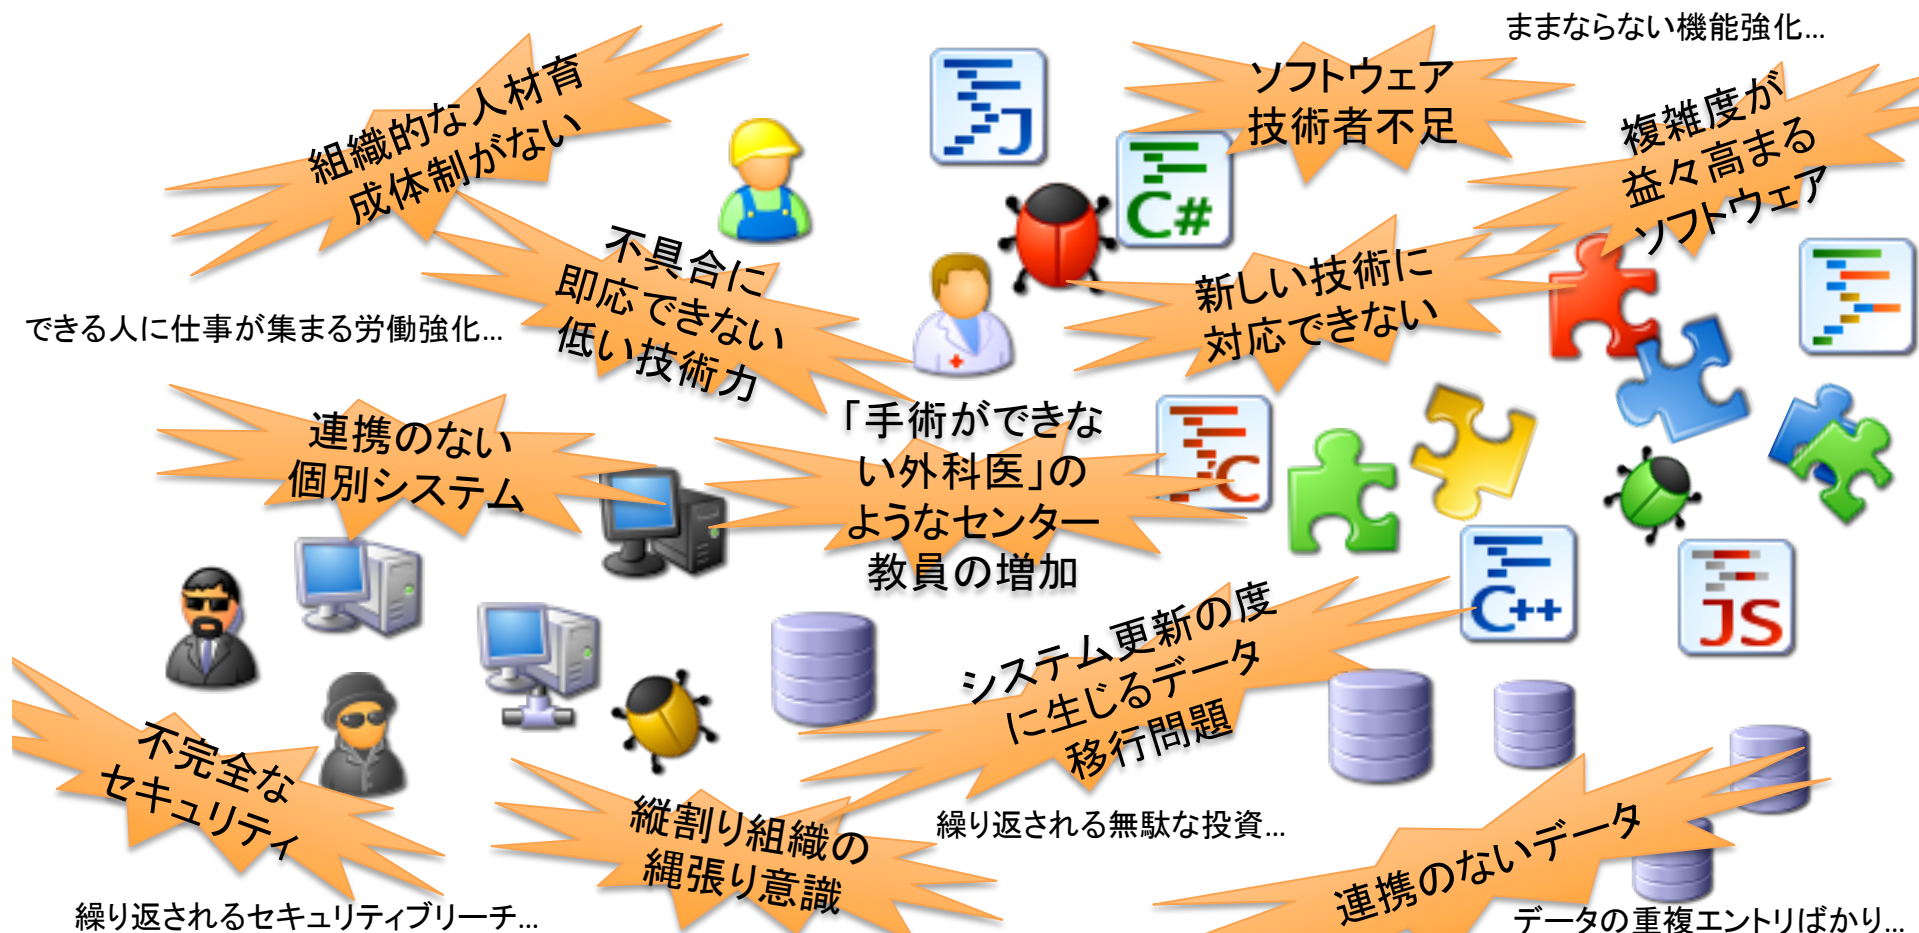 ままならない機能強化...
組織的な人材育
成体制がない
ソフトウェア
技術者不足
複雑度が
益々高まる
ソフトウェア
J
C#
不具合に
即応できない
低い技術力
新しい技術に
対応できない
できる人に仕事が集まる労働強化...
連携のない
個別システム
「手術ができな
い外科医」の
ようなセンター
教員の増加
C
C++
JS
システム更新の度
に生じるデータ
移行問題
不完全な
セキュリティ
縦割り組織の
縄張り意識
繰り返される無駄な投資...
連携のないデータ
繰り返されるセキュリティブリーチ...
データの重複エントリばかり...